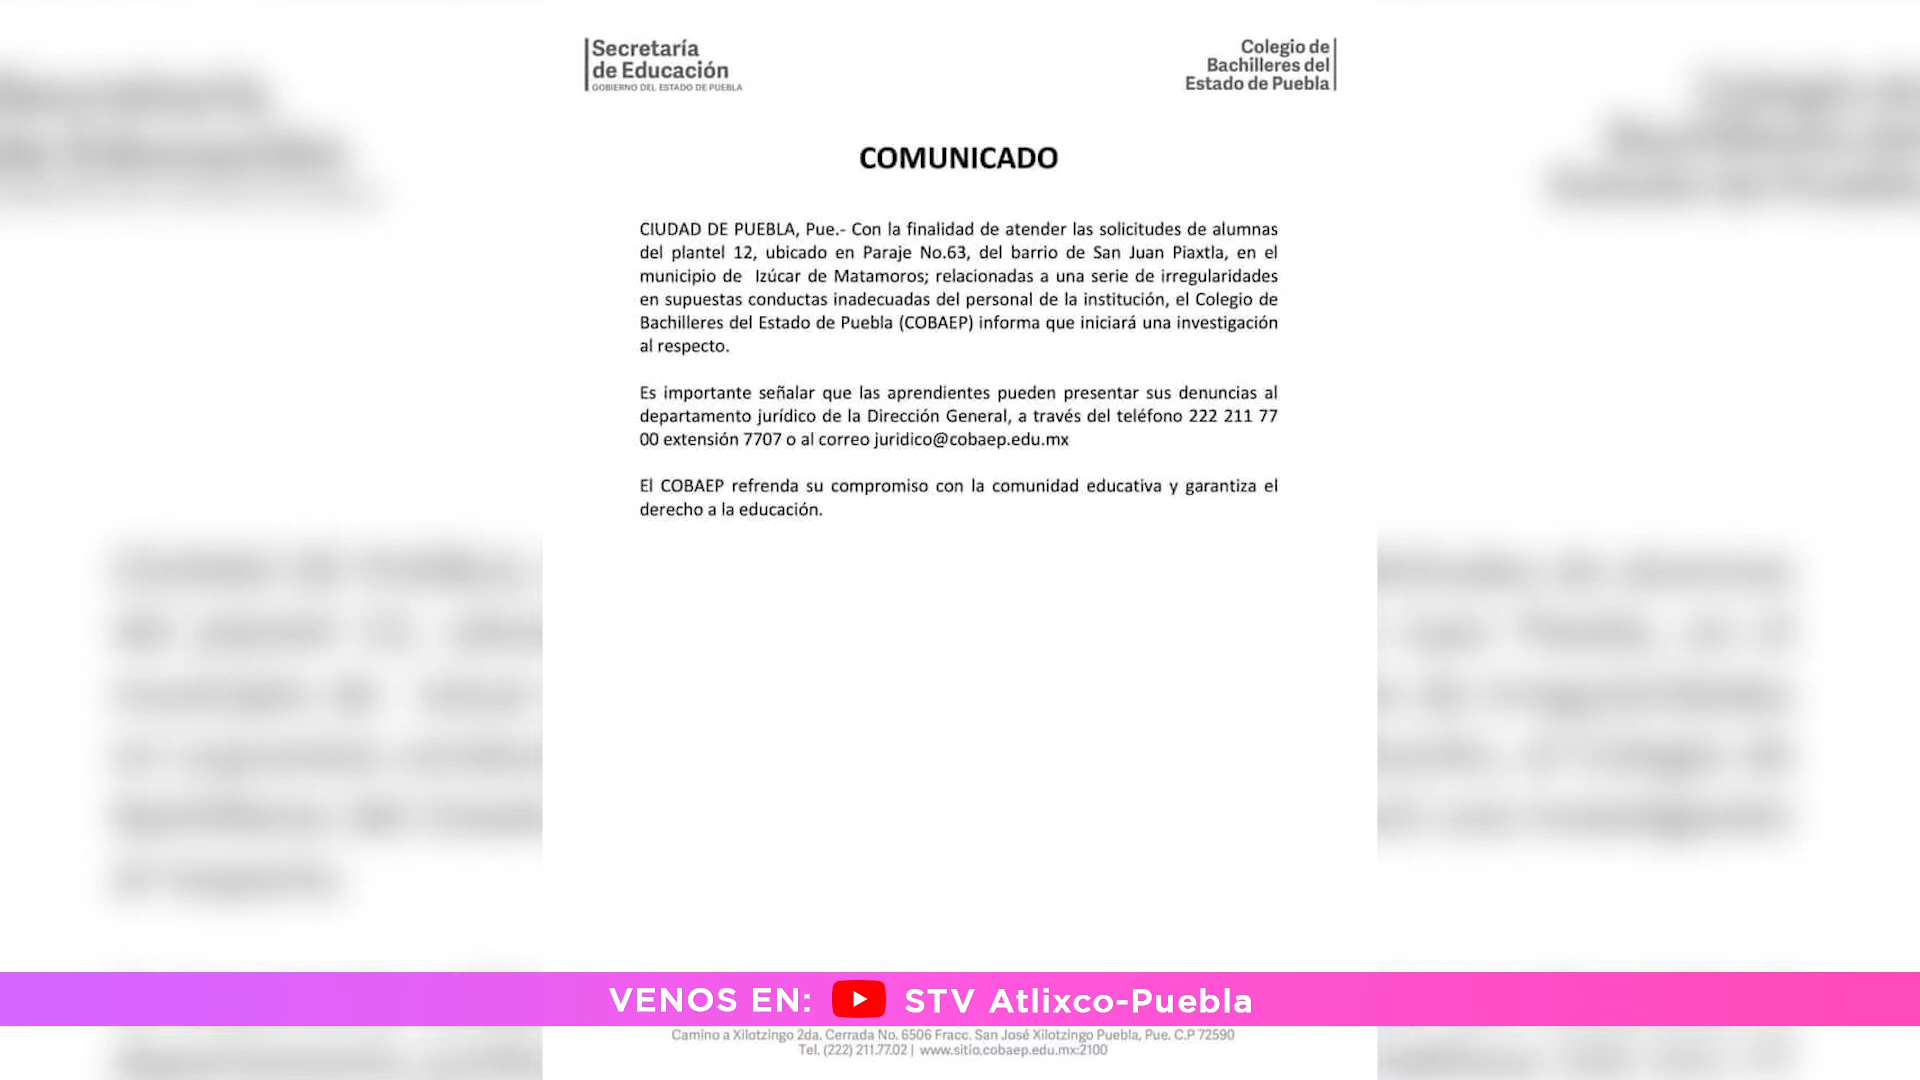 Secretaría
de Educación
GOBIERNO DEL ESTADO DE PUEBLA
Colegio de
Bachilleres del
Estado de Puebla
COMUNICADO
CIUDAD DE PUEBLA, Pue.- Con la finalidad de atender las solicitudes de alumnas
del plantel 12, ubicado en Paraje No.63, del barrio de San Juan Piaxtla, en el
municipio de Izúcar de Matamoros; relacionadas a una serie de irregularidades
en supuestas conductas inadecuadas del personal de la institución, el Colegio de
Bachilleres del Estado de Puebla (COBAEP) informa que iniciará una investigación
al respecto.
Es importante señalar que las aprendientes pueden presentar sus denuncias al
departamento jurídico de la Dirección General, a través del teléfono 222 211 77
00 extensión 7707 o al correo juridico@cobaep.edu.mx
El COBAEP refrenda su compromiso con la comunidad educativa y garantiza el
derecho a la educación.
VENOS EN: STV Atlixco-Puebla
Camino a Xilotzingo 2da. Cerrada No. 6506 Fracc. San José Xilotzingo Puebla, Pue. C.P 72590
Tel. (222) 211.77.02 | www.sitio.cobaep.edu.mx:2100